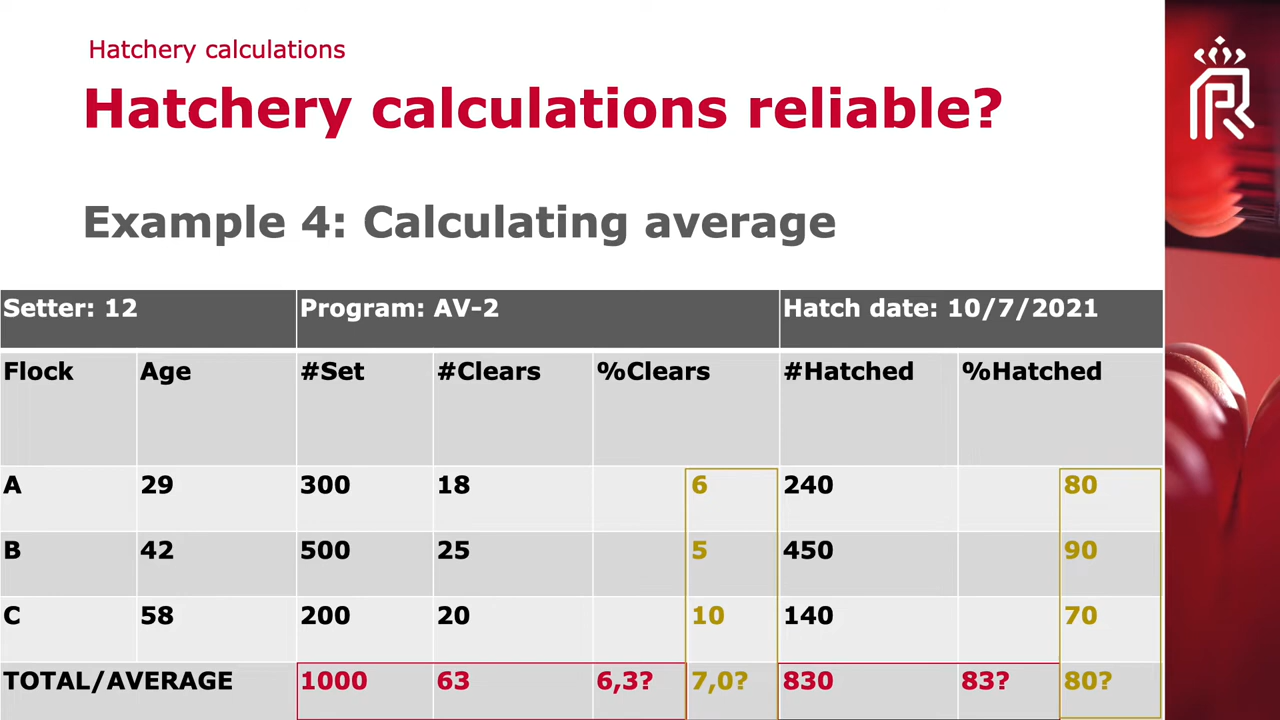 Hatchery calculations
Hatchery calculations reliable?
Example 4: Calculating average
Setter: 12 Program: AV-2 Hatch date: 10/7/2021
Flock Age #Set #Clears %Clears #Hatched %Hatched
A 29 300 18 6 240 80
B 42 500 25 5 450 90
C 58 200 20 10 140 70
TOTAL/AVERAGE 1000 63 6,3? 7,0? 830 83? 80?